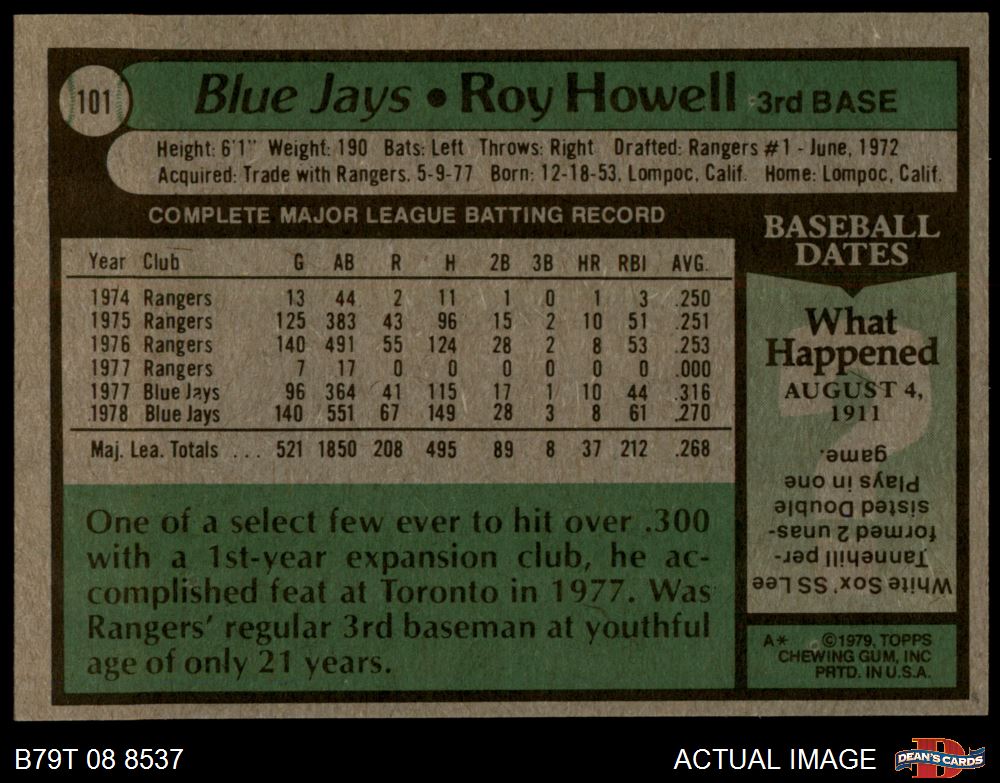 101
Blue Jays • Roy Howell 3rd BASE
Height: 6'1" Weight: 190 Bats: Left Throws: Right Drafted: Rangers #1 - June, 1972
Acquired: Trade with Rangers, 5-9-77 Born: 12-18-53, Lompoc, Calif. Home: Lompoc, Calif.
COMPLETE MAJOR LEAGUE BATTING RECORD
Year Club G AB R H 2B 3B HR RBI AVG.
1974 Rangers 13 44 2 11 1 0 1 3 .250
1975 Rangers 125 383 43 96 15 2 10 51 .251
1976 Rangers 140 491 55 124 28 2 8 53 .253
1977 Rangers 7 17 0 0 0 0 0 0 .000
1977 Blue Jays 96 364 41 115 17 1 10 44 .316
1978 Blue Jays 140 551 67 149 28 3 8 61 .270
Maj. Lea. Totals ... 521 1850 208 495 89 8 37 212 .268
One of a select few ever to hit over .300
with a 1st-year expansion club, he ac-
complished feat at Toronto in 1977. Was
Rangers' regular 3rd baseman at youthful
age of only 21 years.
BASEBALL
DATES
What
Happened
AUGUST 4,
1911
White Sox' SS Lee
Tannehill per-
formed 2 unas-
sisted Double
Plays in one
game.
A* ©1979, TOPPS
CHEWING GUM, INC
PRTD. IN U.S.A.
B79T 08 8537
ACTUAL IMAGE
D
DEAN'S CARDS